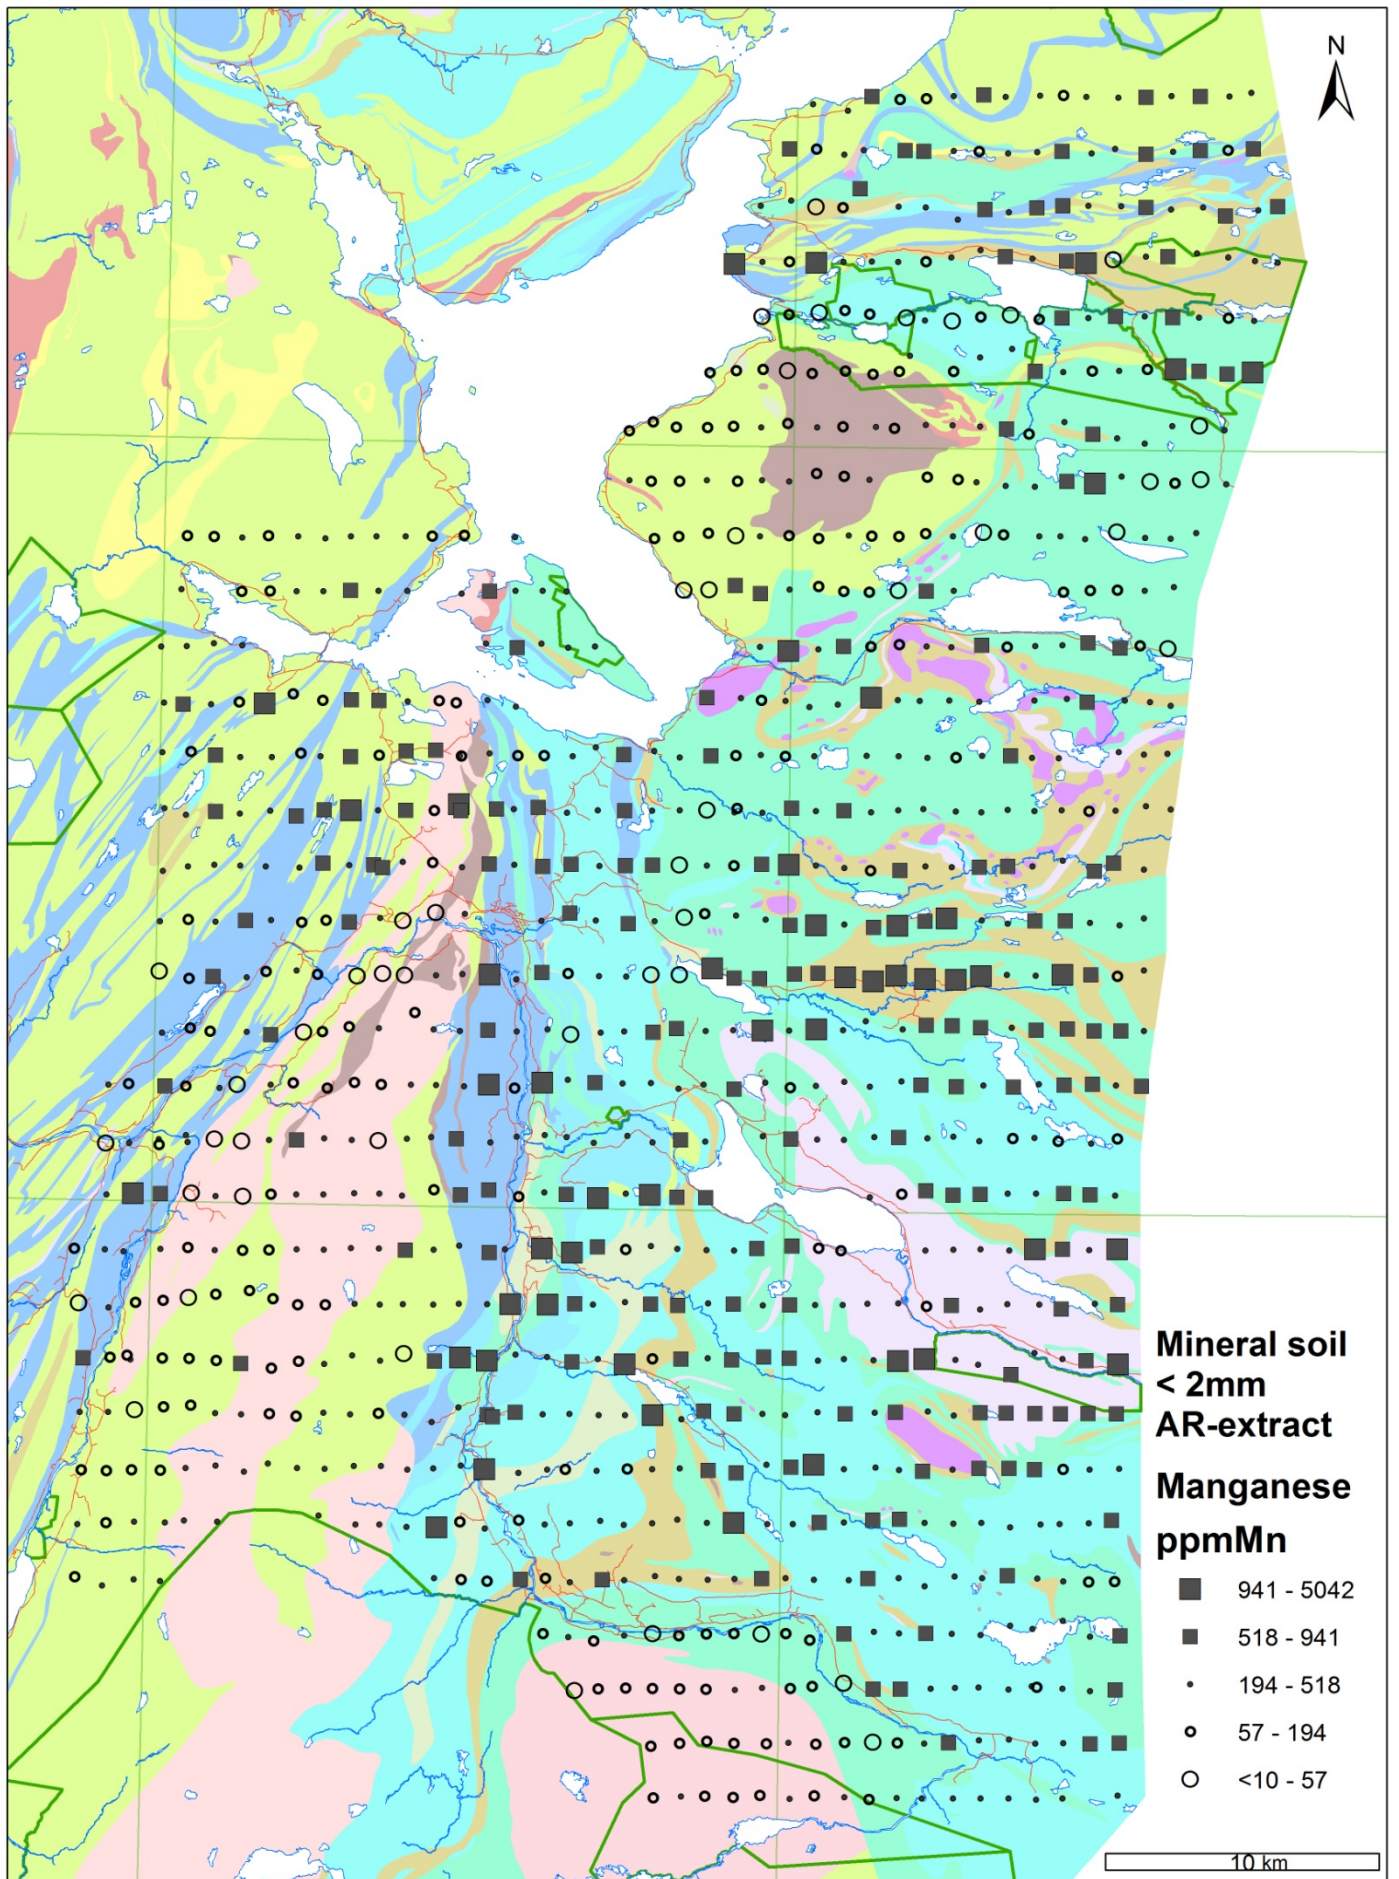 N
Mineral soil
< 2mm
AR-extract
Manganese
ppmMn
941 - 5042
518 - 941
194 - 518
57 - 194
<10 - 57
10 km